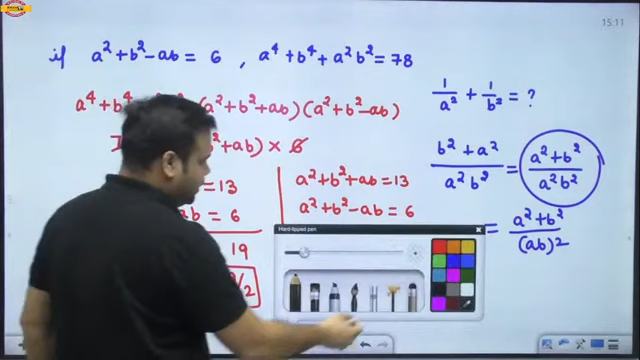 15:11
if a² + b² - ab = 6 , a⁴ + b⁴ + a²b² = 78
1/a² + 1/b² = ?
a⁴ + b⁴ (a² + b² + ab) (a² + b² - ab)
b² + a² / a²b² = a² + b² / a²b²
b² + ab) × 6
= 13
a² + b² + ab = 13
ab = 6
a² + b² - ab = 6
= a² + b² / (ab)²
19
/2
Hard-tipped pen